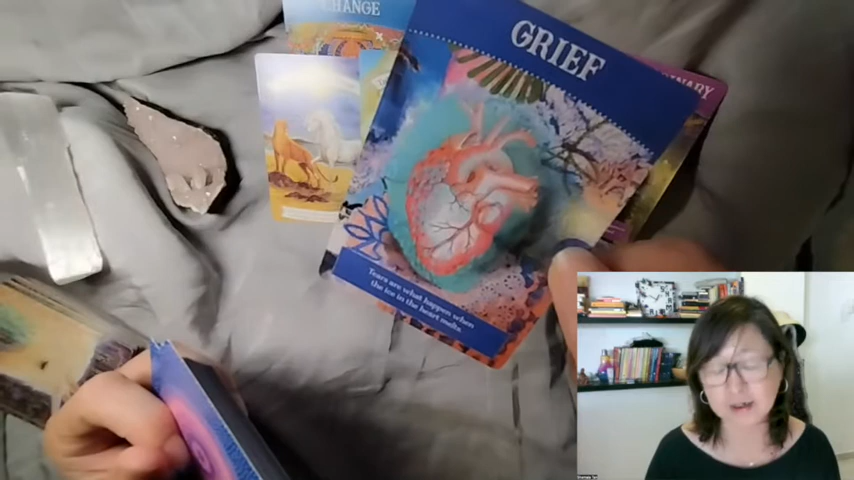 CHANGE
GRIEF
Tears are what happen when
the ice in the heart melts